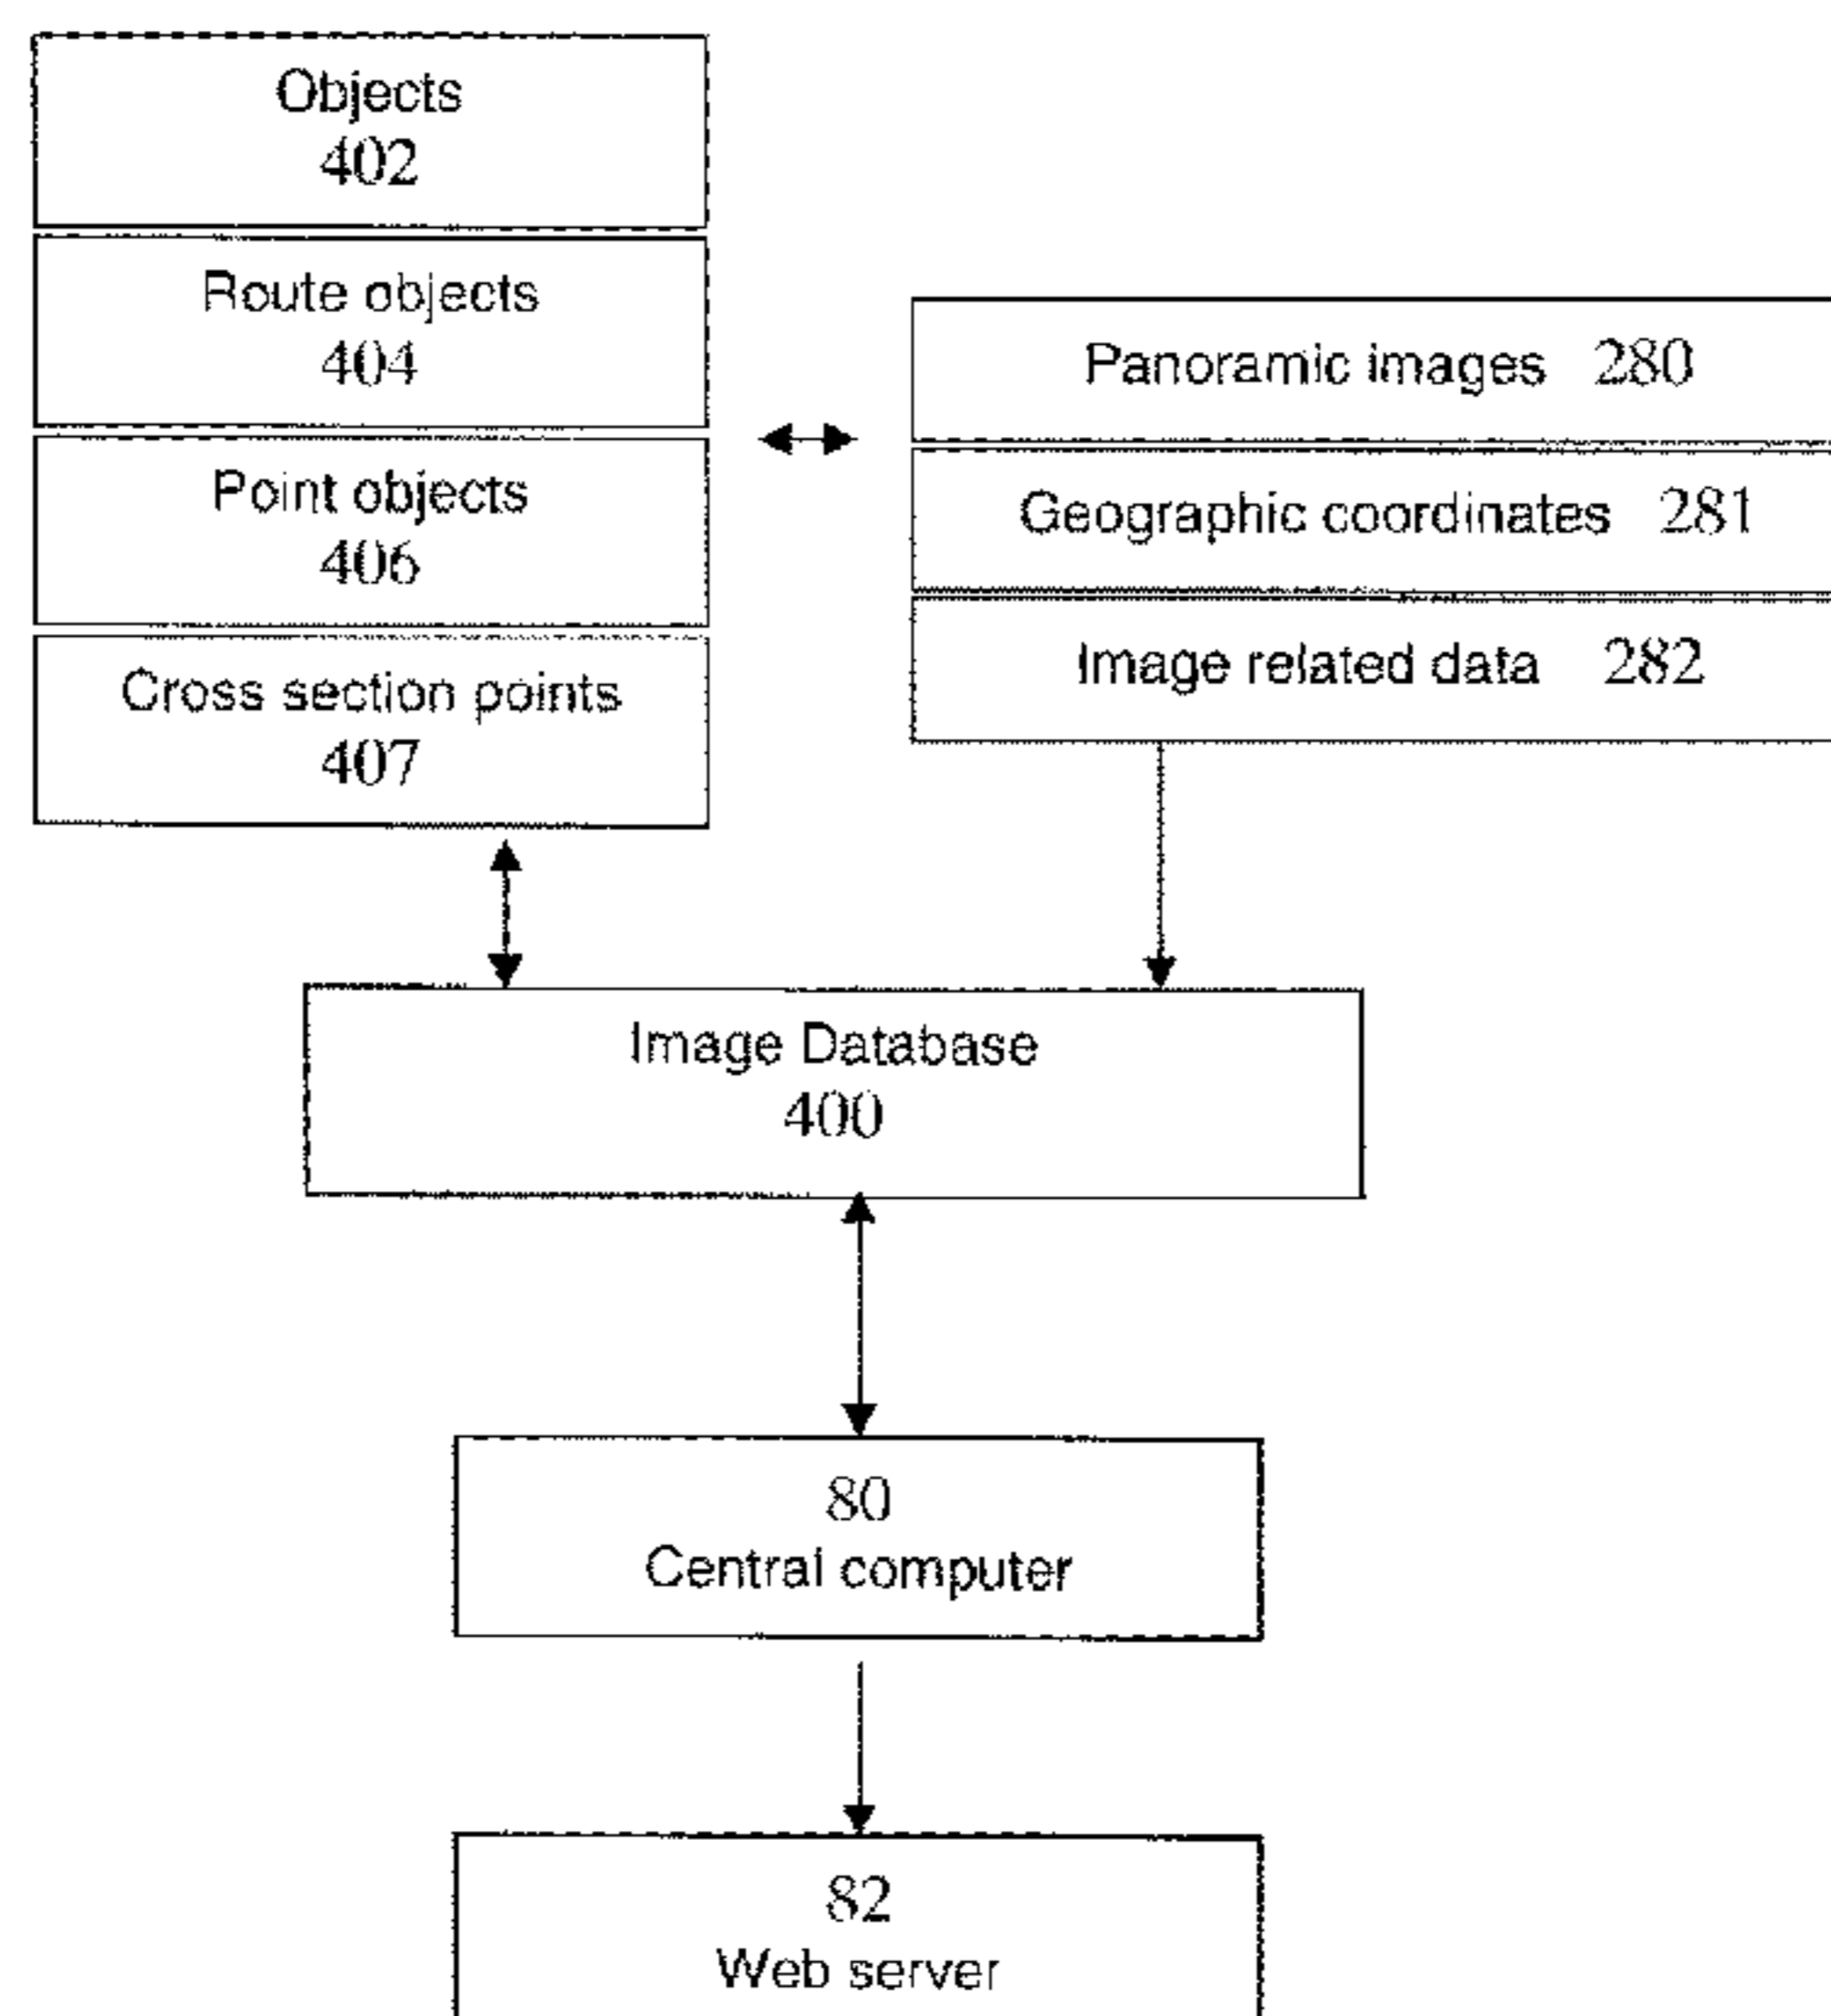 Objects
402
Route objects
404
Point objects
406
Cross section points
407
Panoramic images 280
Geographic coordinates 281
Image related data 282
Image Database
400
80
Central computer
82
Web server